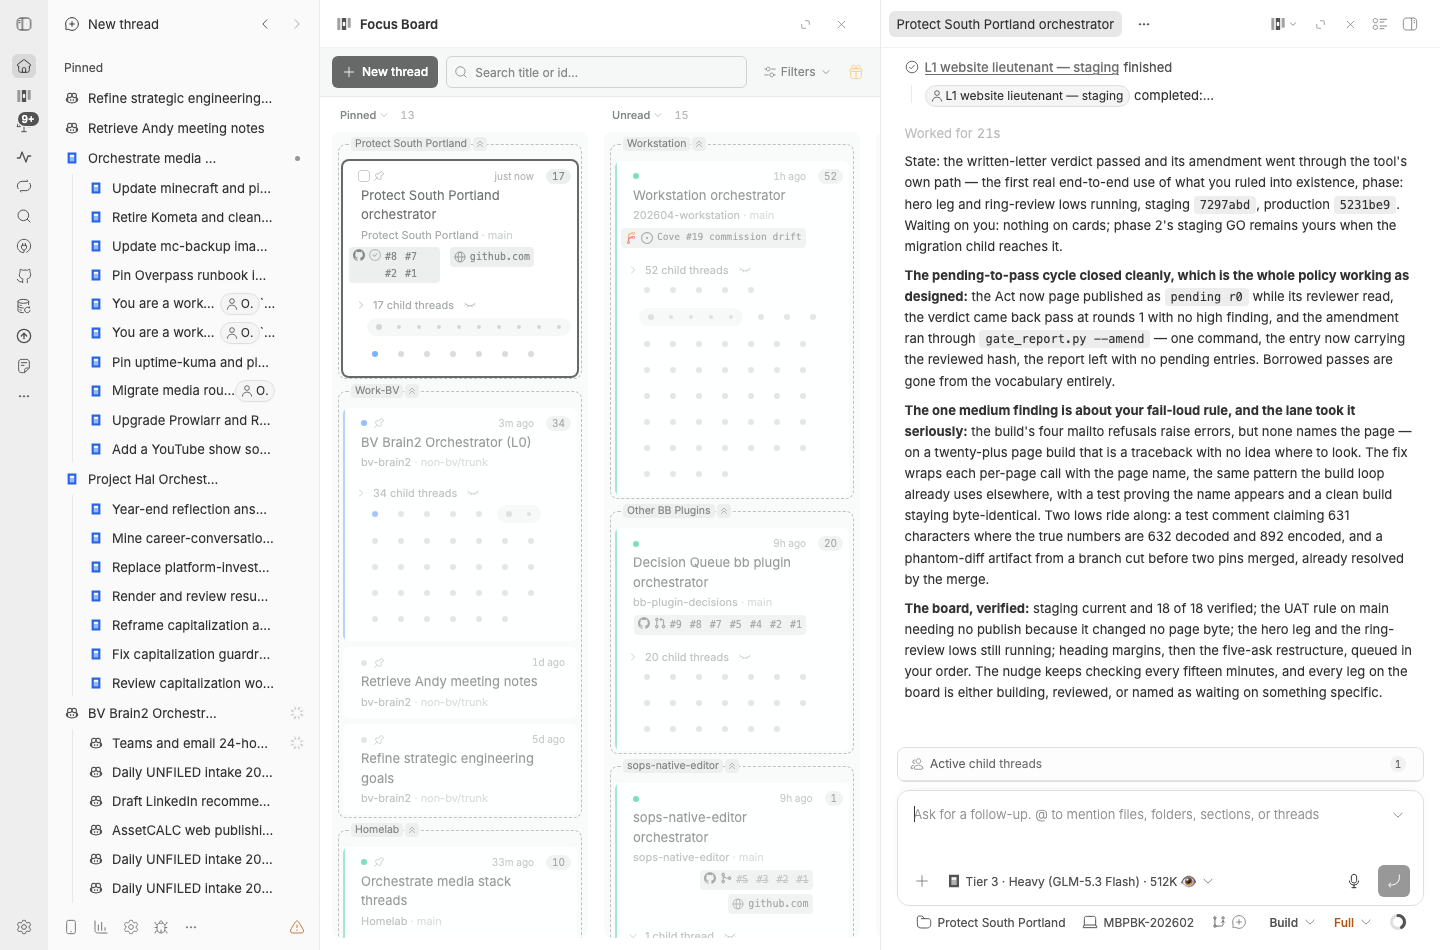 New thread
Pinned
Refine strategic engineering...
Retrieve Andy meeting notes
9+
Orchestrate media ...
Update minecraft and pl...
Retire Kometa and clean...
Update mc-backup ima...
Pin Overpass runbook i...
You are a work... O. `...
You are a work... O. `...
Pin uptime-kuma and pl...
Migrate media rou... O.
Upgrade Prowlarr and R...
Add a YouTube show so...
Project Hal Orchest...
Year-end reflection ans...
Mine career-conversatio...
Replace platform-invest...
Render and review resu...
Reframe capitalization a...
Fix capitalization guardr...
Review capitalization wo...
BV Brain2 Orchestr...
Teams and email 24-ho...
Daily UNFILED intake 20...
Draft LinkedIn recomme...
AssetCALC web publishi...
Daily UNFILED intake 20...
Daily UNFILED intake 20...
Focus Board
New thread
Search title or id...
Filters
Pinned 13
Protect South Portland
just now 17
Protect South Portland
orchestrator
Protect South Portland · main
#8 #7
#2 #1
github.com
17 child threads
Work-BV
3m ago 34
BV Brain2 Orchestrator (L0)
bv-brain2 · non-bv/trunk
34 child threads
1d ago
Retrieve Andy meeting notes
bv-brain2 · non-bv/trunk
5d ago
Refine strategic engineering
goals
bv-brain2 · non-bv/trunk
Homelab
33m ago 10
Orchestrate media stack
threads
Homelab · main
Unread 15
Workstation
1h ago 52
Workstation orchestrator
202604-workstation · main
Cove #19 commission drift
52 child threads
Other BB Plugins
9h ago 20
Decision Queue bb plugin
orchestrator
bb-plugin-decisions · main
#9 #8 #7 #5 #4 #2 #1
20 child threads
sops-native-editor
9h ago 1
sops-native-editor
orchestrator
sops-native-editor · main
#5 #3 #2 #1
github.com
1 child thread
Protect South Portland orchestrator
L1 website lieutenant — staging finished
L1 website lieutenant — staging completed:...
Worked for 21s
State: the written-letter verdict passed and its amendment went through the tool's
own path — the first real end-to-end use of what you ruled into existence, phase:
hero leg and ring-review lows running, staging 7297abd, production 5231be9.
Waiting on you: nothing on cards; phase 2's staging GO remains yours when the
migration child reaches it.
The pending-to-pass cycle closed cleanly, which is the whole policy working as
designed: the Act now page published as pending r0 while its reviewer read,
the verdict came back pass at rounds 1 with no high finding, and the amendment
ran through gate_report.py --amend — one command, the entry now carrying
the reviewed hash, the report left with no pending entries. Borrowed passes are
gone from the vocabulary entirely.
The one medium finding is about your fail-loud rule, and the lane took it
seriously: the build's four mailto refusals raise errors, but none names the page —
on a twenty-plus page build that is a traceback with no idea where to look. The fix
wraps each per-page call with the page name, the same pattern the build loop
already uses elsewhere, with a test proving the name appears and a clean build
staying byte-identical. Two lows ride along: a test comment claiming 631
characters where the true numbers are 632 decoded and 892 encoded, and a
phantom-diff artifact from a branch cut before two pins merged, already resolved
by the merge.
The board, verified: staging current and 18 of 18 verified; the UAT rule on main
needing no publish because it changed no page byte; the hero leg and the ring-
review lows still running; heading margins, then the five-ask restructure, queued in
your order. The nudge keeps checking every fifteen minutes, and every leg on the
board is either building, reviewed, or named as waiting on something specific.
Active child threads 1
Ask for a follow-up. @ to mention files, folders, sections, or threads
Tier 3 · Heavy (GLM-5.3 Flash) · 512K
Protect South Portland MBPBK-202602 Build Full